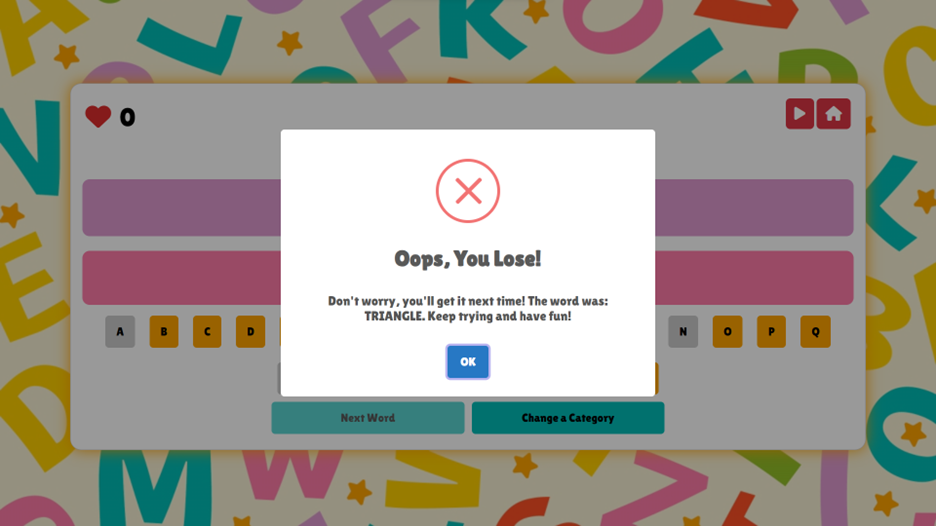 0
Oops, You Lose!
Don't worry, you'll get it next time! The word was:
TRIANGLE. Keep trying and have fun!
A B C D N O P Q
OK
Next Word Change a Category